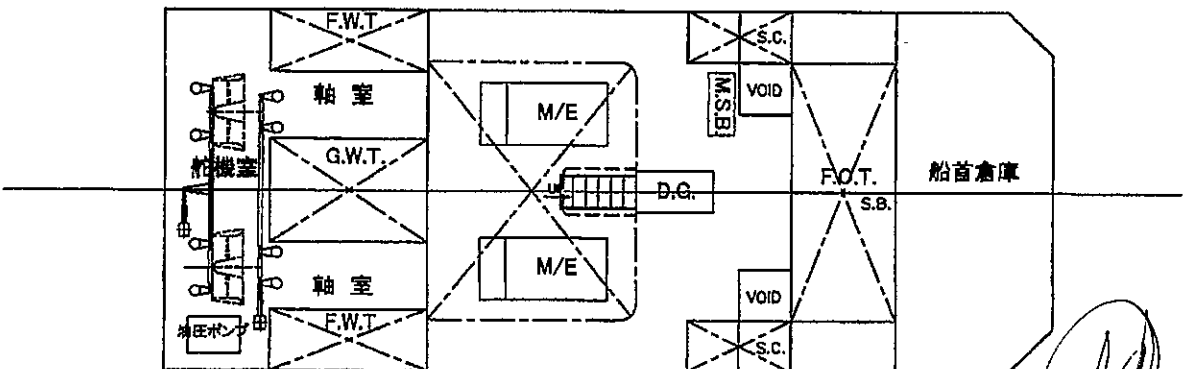 F.W.T
S.C.
軸 室
M/E
M.S.B.
VOID
舵機室
G.W.T.
D.G.
F.O.T.
S.B.
船首倉庫
M/E
軸 室
VOID
油圧ポンプ
F.W.T
S.C.